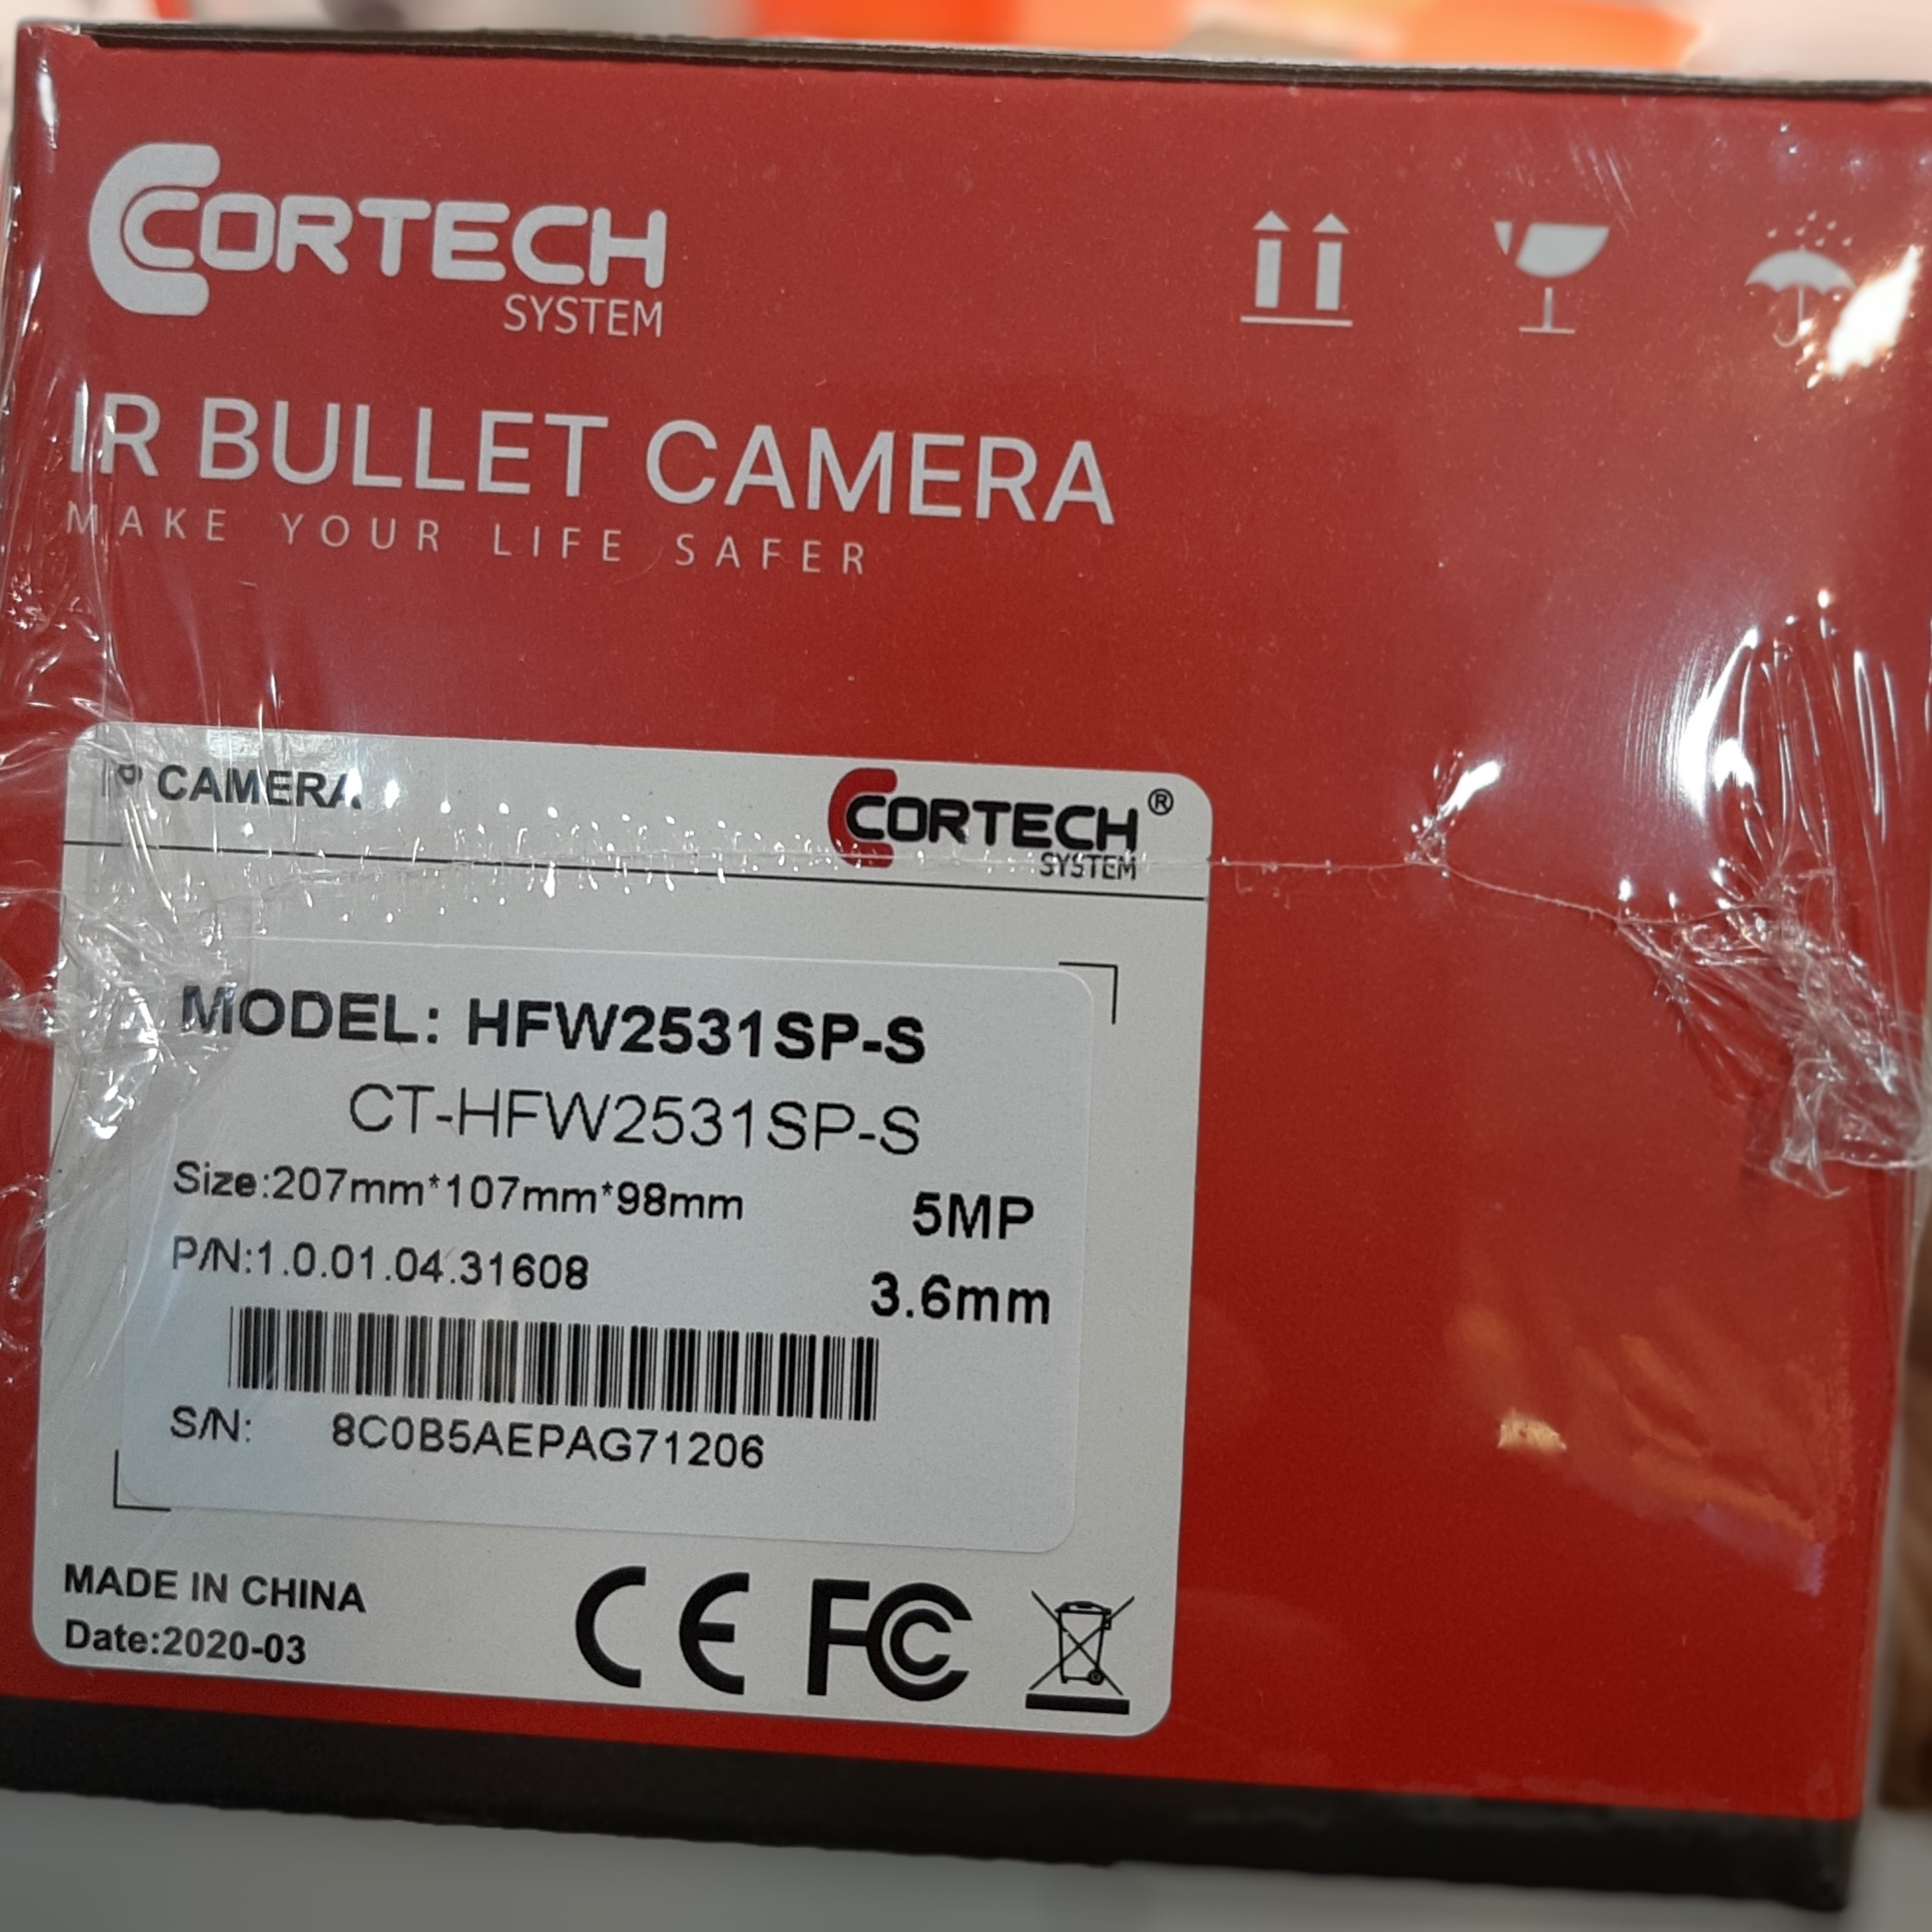 CORTECH
SYSTEM
IR BULLET CAMERA
MAKE YOUR LIFE SAFER
IP CAMERA
CORTECH®
SYSTEM
MODEL: HFW2531SP-S
CT-HFW2531SP-S
Size:207mm*107mm*98mm
5MP
P/N:1.0.01.04.31608
3.6mm
S/N: 8C0B5AEPAG71206
MADE IN CHINA
Date:2020-03
CE FC